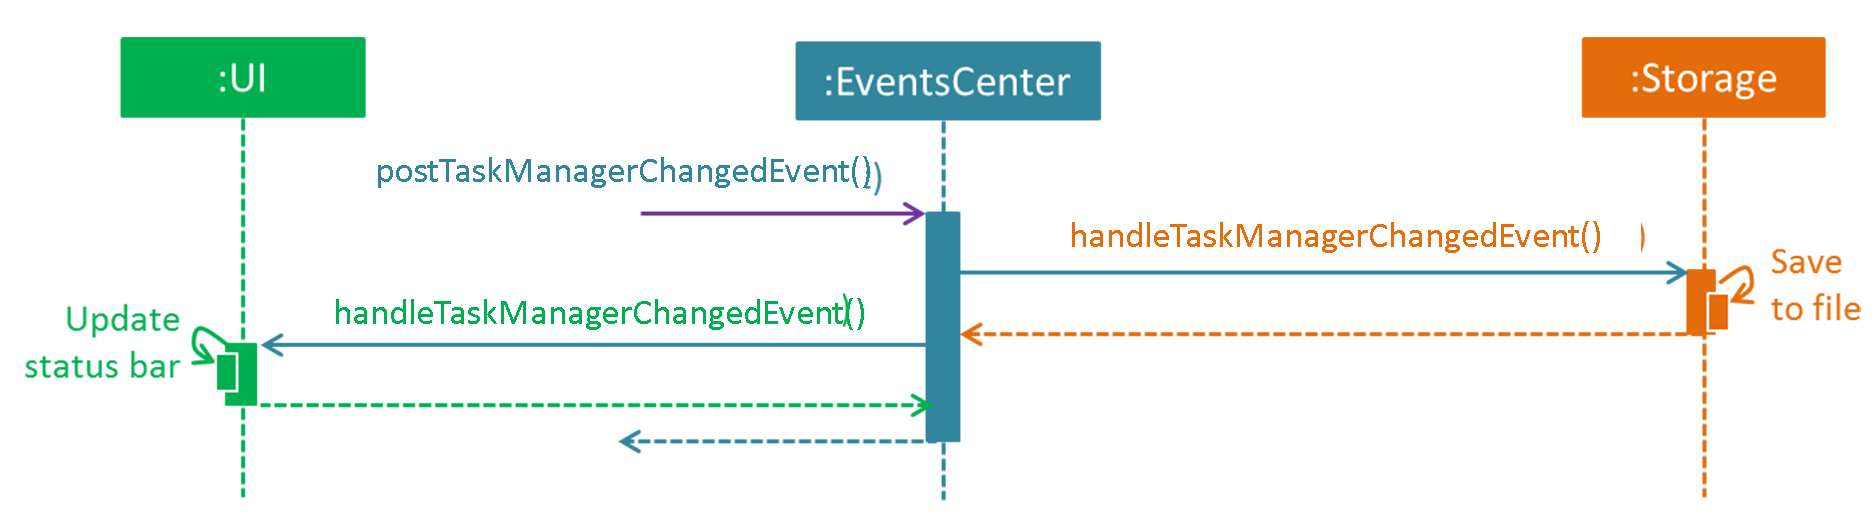 :UI
:EventsCenter
:Storage
postTaskManagerChangedEvent())
handleTaskManagerChangedEvent() )
Save
to file
handleTaskManagerChangedEvent()
Update
status bar